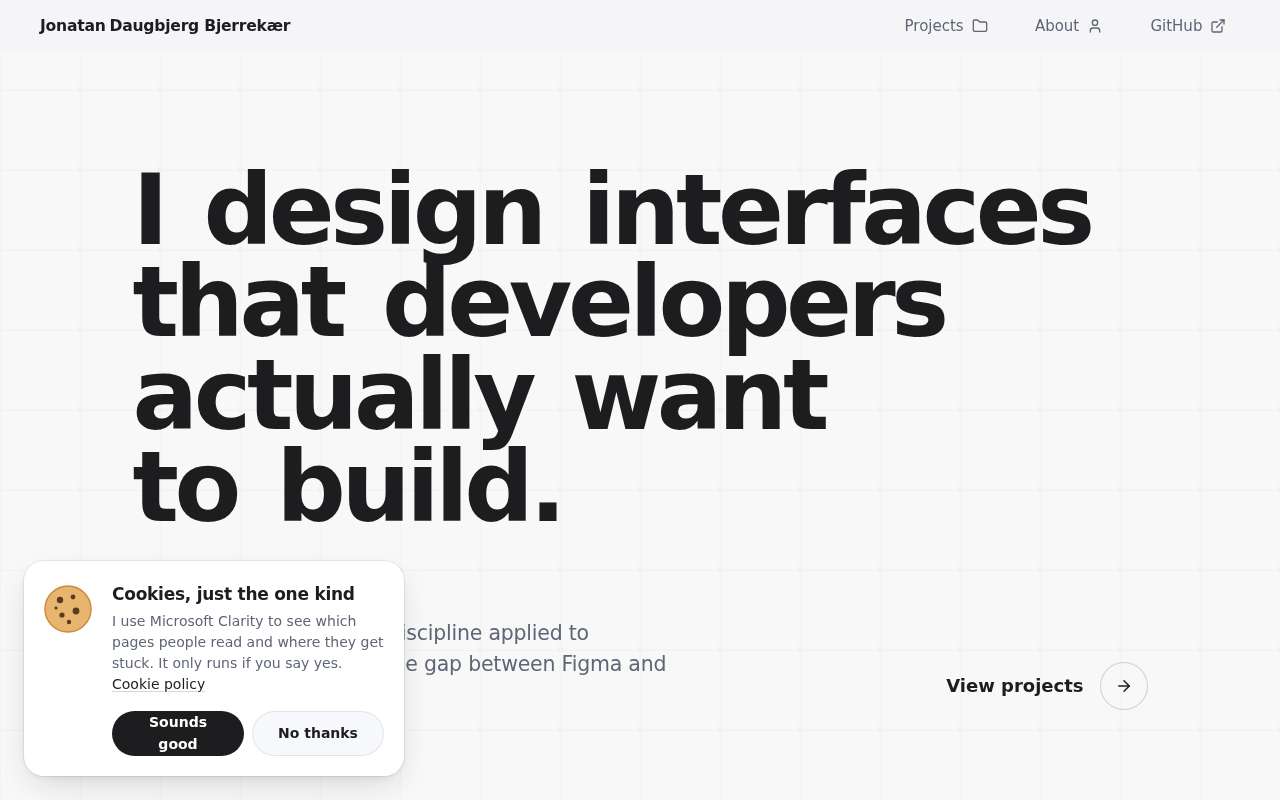 Jonatan Daugbjerg Bjerrekær
Projects
About
GitHub
I design interfaces
that developers
actually want
to build.
discipline applied to
gap between Figma and
View projects
Cookies, just the one kind
I use Microsoft Clarity to see which
pages people read and where they get
stuck. It only runs if you say yes.
Cookie policy
Sounds
good
No thanks